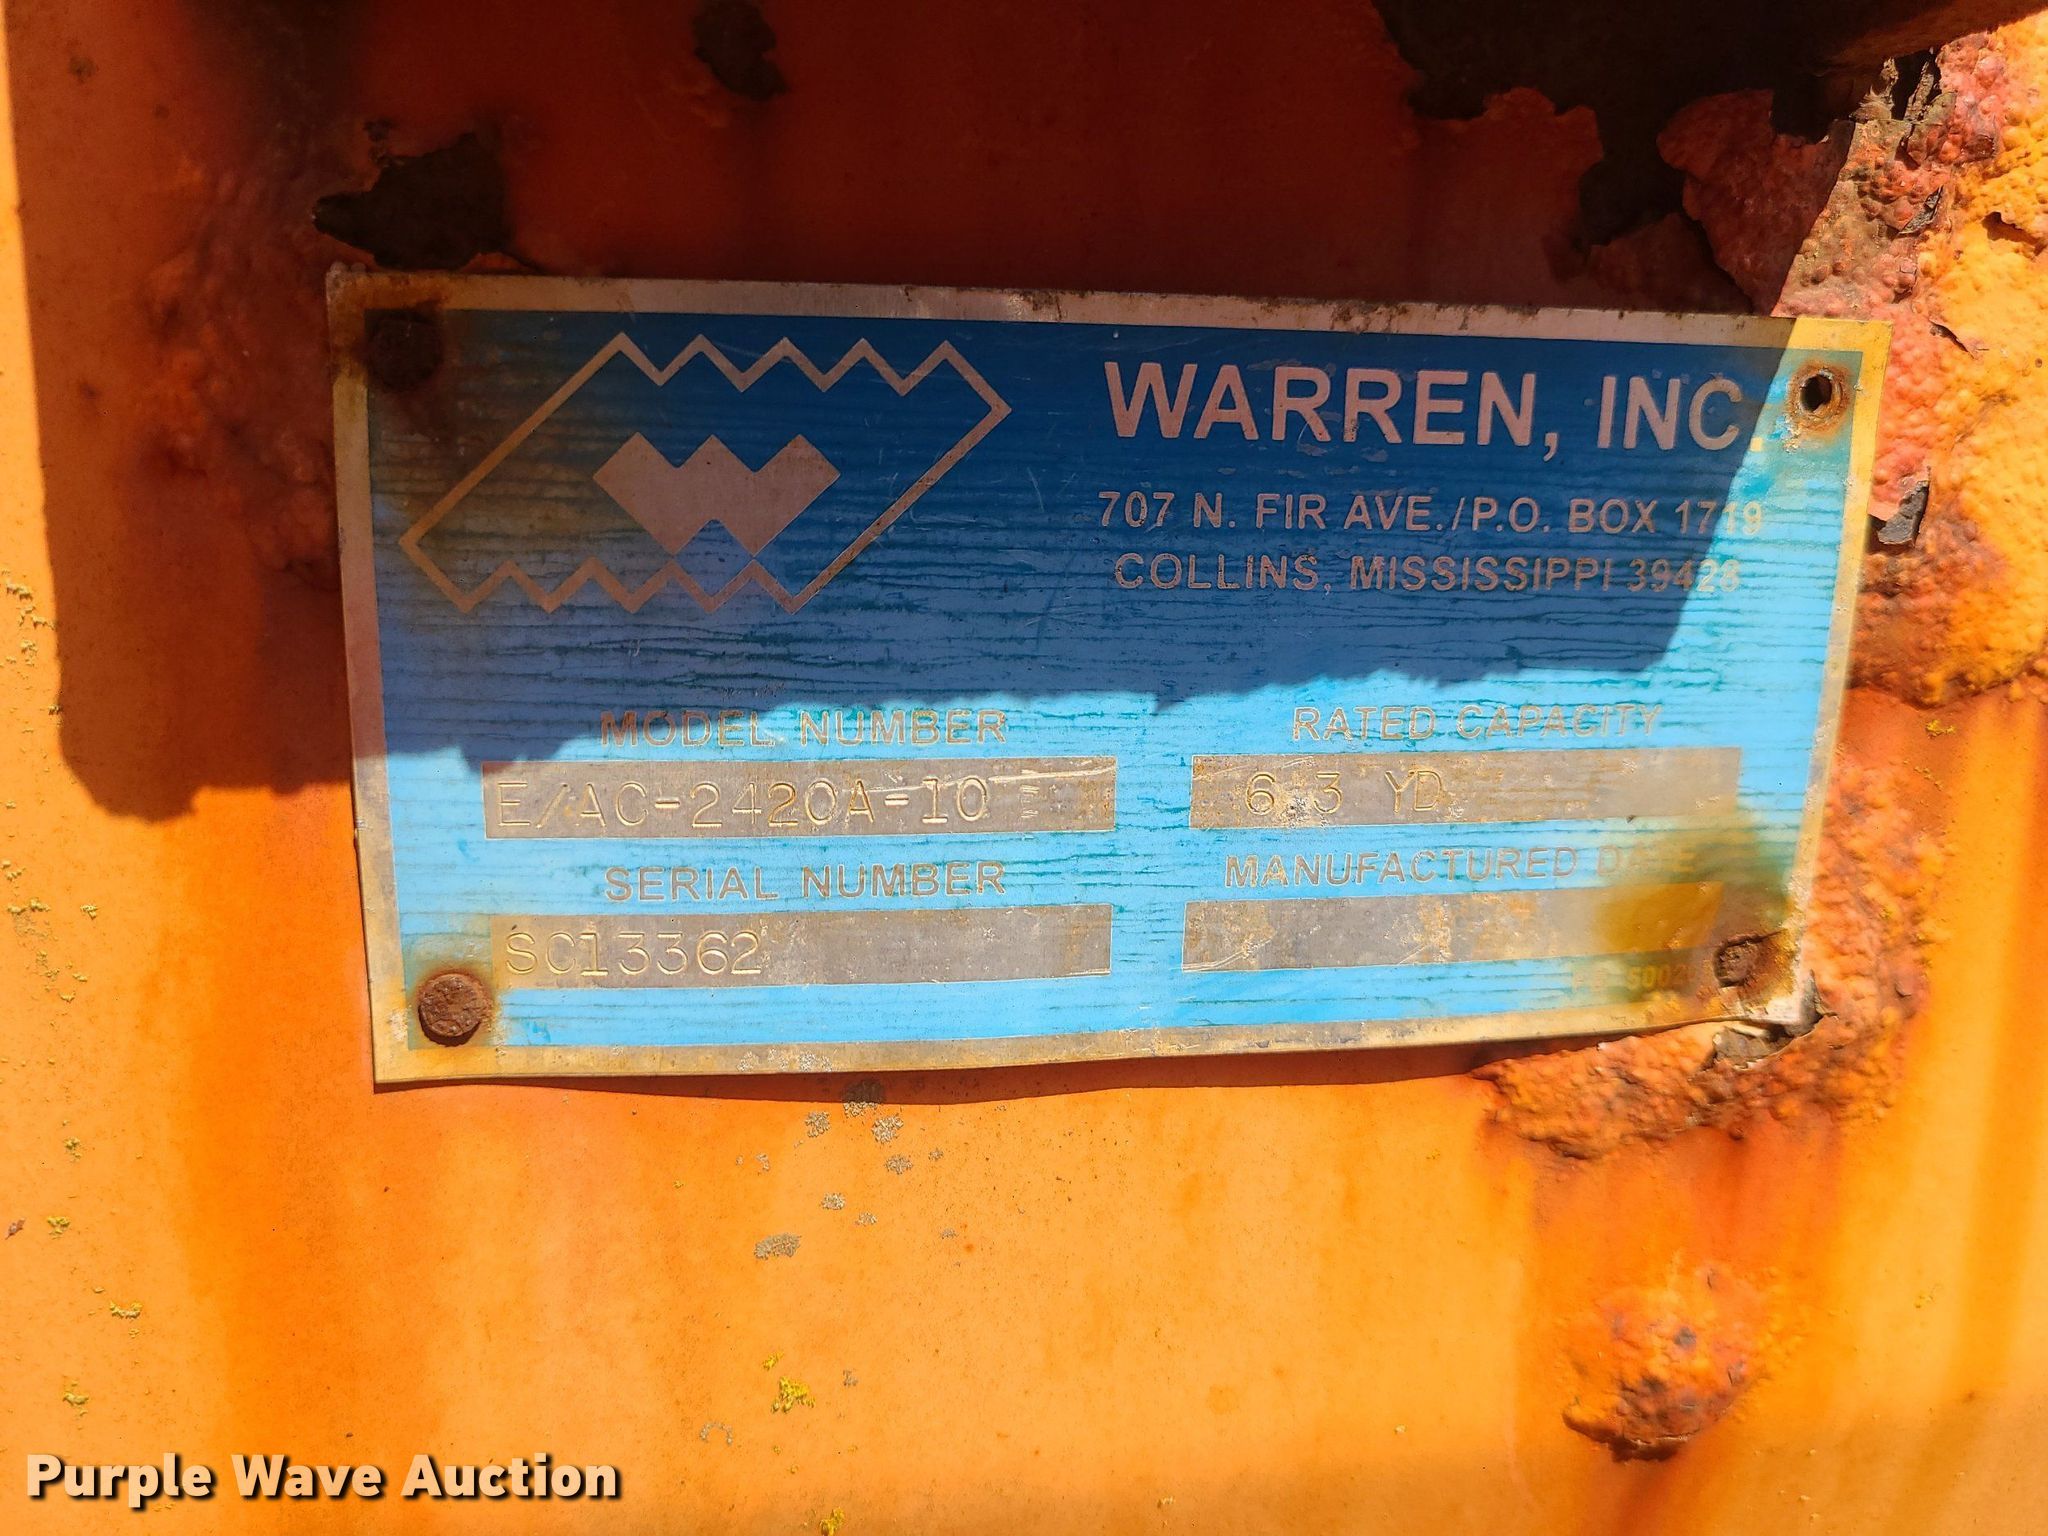 WARREN, INC.
707 N. FIR AVE./P.O. BOX 1719
COLLINS, MISSISSIPPI 39428
MODEL NUMBER
RATED CAPACITY
E/AC-2420A-10
6.3 YD
SERIAL NUMBER
MANUFACTURED DATE
SC13362
Purple Wave Auction